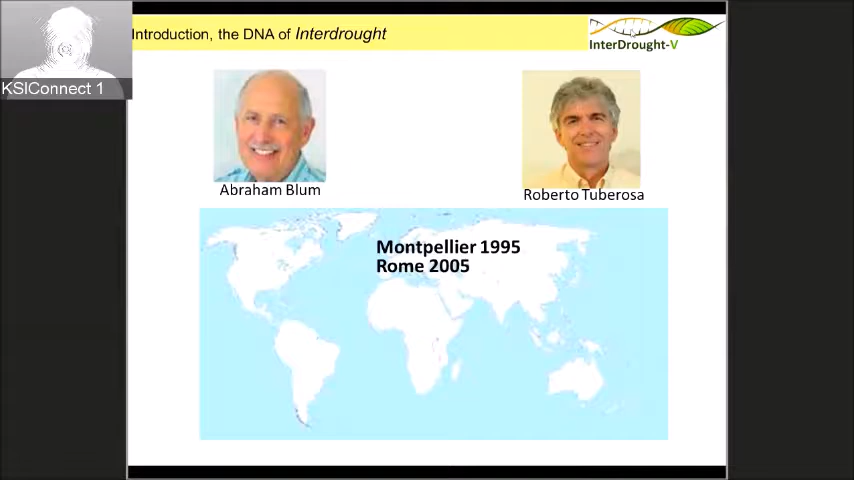 Introduction, the DNA of Interdrought
InterDrought-V
KSIConnect 1
Abraham Blum
Roberto Tuberosa
Montpellier 1995
Rome 2005